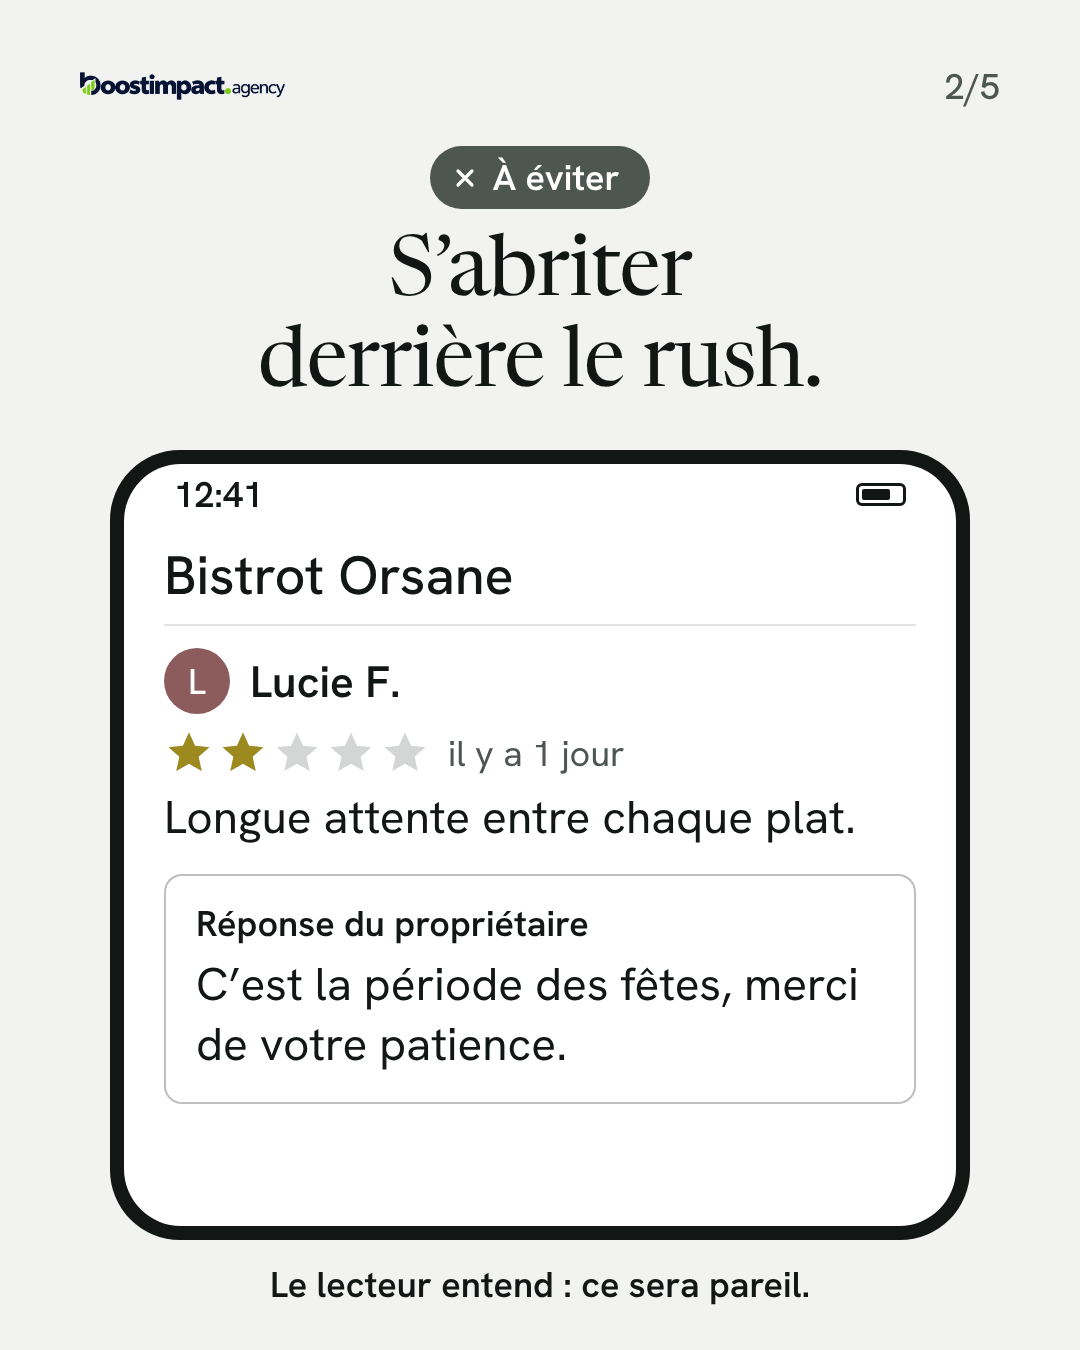 boostimpact.agency
2/5
× À éviter
S’abriter
derrière le rush.
12:41
Bistrot Orsane
L
Lucie F.
il y a 1 jour
Longue attente entre chaque plat.
Réponse du propriétaire
C’est la période des fêtes, merci
de votre patience.
Le lecteur entend : ce sera pareil.